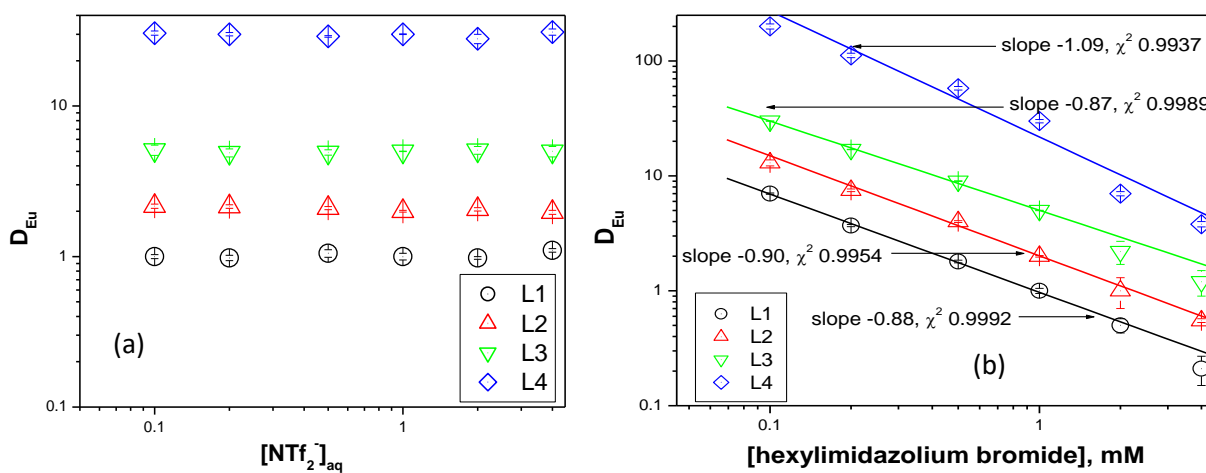 10
1
0.1
D_Eu
0.1
1
[NTf₂⁻]aq
(a)
L1
L2
L3
L4
100
10
1
0.1
D_Eu
0.1
1
[hexylimidazolium bromide], mM
slope -1.09, χ² 0.9937
slope -0.87, χ² 0.9989
slope -0.90, χ² 0.9954
slope -0.88, χ² 0.9992
L1
L2
L3
L4
(b)